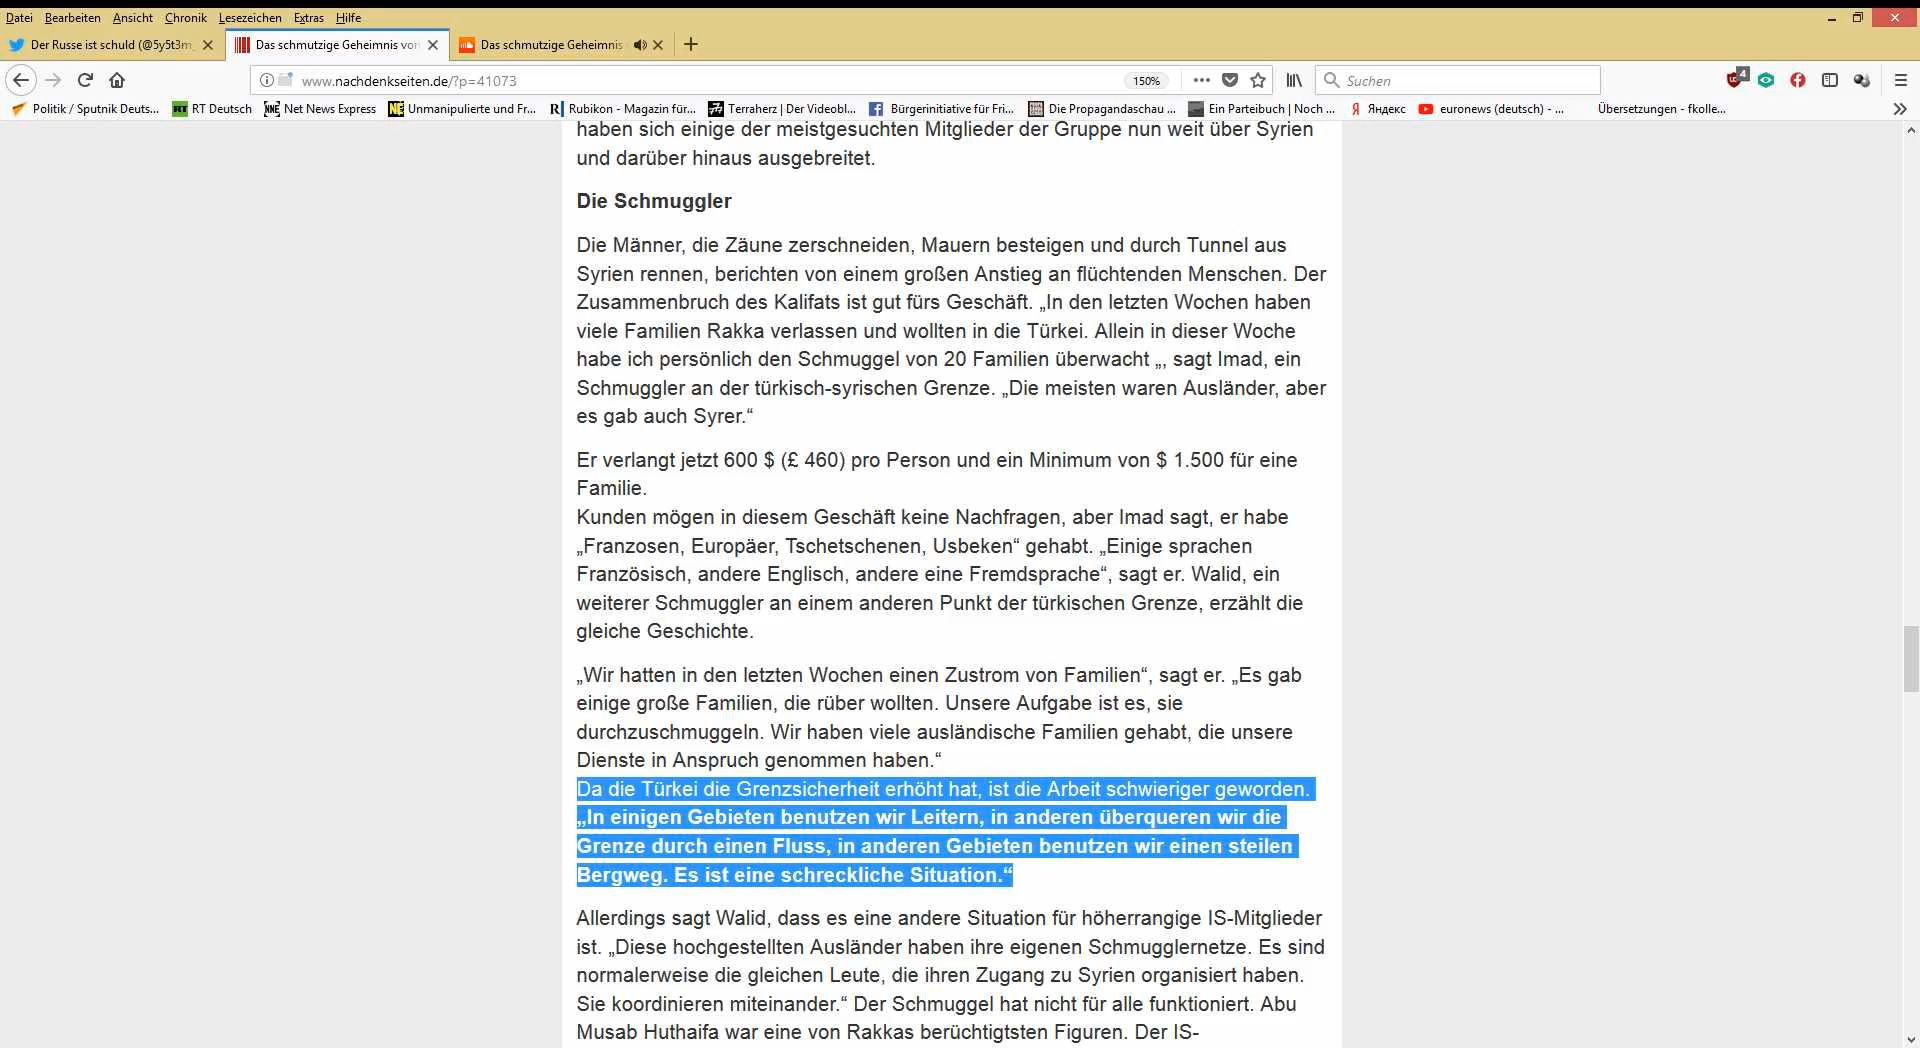 Datei Bearbeiten Ansicht Chronik Lesezeichen Extras Hilfe
Der Russe ist schuld (@5y5t3m
Das schmutzige Geheimnis von
Das schmutzige Geheimnis
www.nachdenkseiten.de/?p=41073
150%
Suchen
4
Politik / Sputnik Deuts... RT Deutsch Net News Express Unmanipulierte und Fr... Rubikon - Magazin für... Terraherz | Der Videobl... Bürgerinitiative für Fri... Die Propagandaschau ... Ein Parteibuch | Noch ... Яндекс euronews (deutsch) - ... Übersetzungen - fkolle...
haben sich einige der meistgesuchten Mitglieder der Gruppe nun weit über Syrien
und darüber hinaus ausgebreitet.
Die Schmuggler
Die Männer, die Zäune zerschneiden, Mauern besteigen und durch Tunnel aus
Syrien rennen, berichten von einem großen Anstieg an flüchtenden Menschen. Der
Zusammenbruch des Kalifats ist gut fürs Geschäft. „In den letzten Wochen haben
viele Familien Rakka verlassen und wollten in die Türkei. Allein in dieser Woche
habe ich persönlich den Schmuggel von 20 Familien überwacht „, sagt Imad, ein
Schmuggler an der türkisch-syrischen Grenze. „Die meisten waren Ausländer, aber
es gab auch Syrer.“
Er verlangt jetzt 600 $ (£ 460) pro Person und ein Minimum von $ 1.500 für eine
Familie.
Kunden mögen in diesem Geschäft keine Nachfragen, aber Imad sagt, er habe
„Franzosen, Europäer, Tschetschenen, Usbeken“ gehabt. „Einige sprachen
Französisch, andere Englisch, andere eine Fremdsprache“, sagt er. Walid, ein
weiterer Schmuggler an einem anderen Punkt der türkischen Grenze, erzählt die
gleiche Geschichte.
„Wir hatten in den letzten Wochen einen Zustrom von Familien“, sagt er. „Es gab
einige große Familien, die rüber wollten. Unsere Aufgabe ist es, sie
durchzuschmuggeln. Wir haben viele ausländische Familien gehabt, die unsere
Dienste in Anspruch genommen haben.“
Da die Türkei die Grenzsicherheit erhöht hat, ist die Arbeit schwieriger geworden.
„In einigen Gebieten benutzen wir Leitern, in anderen überqueren wir die
Grenze durch einen Fluss, in anderen Gebieten benutzen wir einen steilen
Bergweg. Es ist eine schreckliche Situation.“
Allerdings sagt Walid, dass es eine andere Situation für höherrangige IS-Mitglieder
ist. „Diese hochgestellten Ausländer haben ihre eigenen Schmugglernetze. Es sind
normalerweise die gleichen Leute, die ihren Zugang zu Syrien organisiert haben.
Sie koordinieren miteinander.“ Der Schmuggel hat nicht für alle funktioniert. Abu
Musab Huthaifa war eine von Rakkas berüchtigtsten Figuren. Der IS-